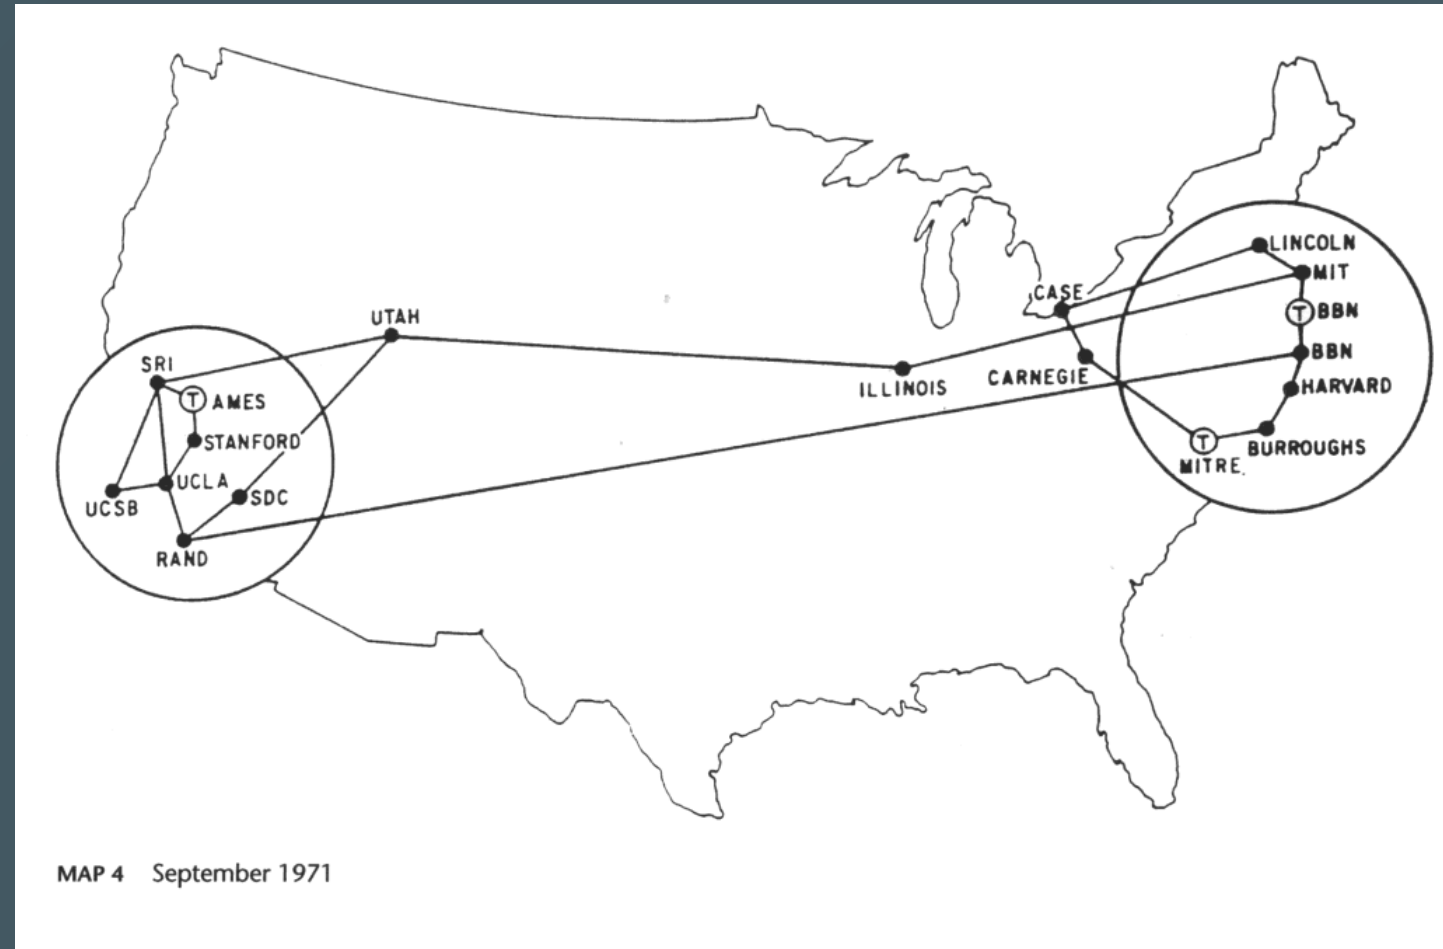 LINCOLN
MIT
T BBN
CASE
UTAH
BBN
SRI
ILLINOIS
CARNEGIE
HARVARD
T AMES
STANFORD
BURROUGHS
T
MITRE.
UCLA
SDC
UCSB
RAND
MAP 4 September 1971